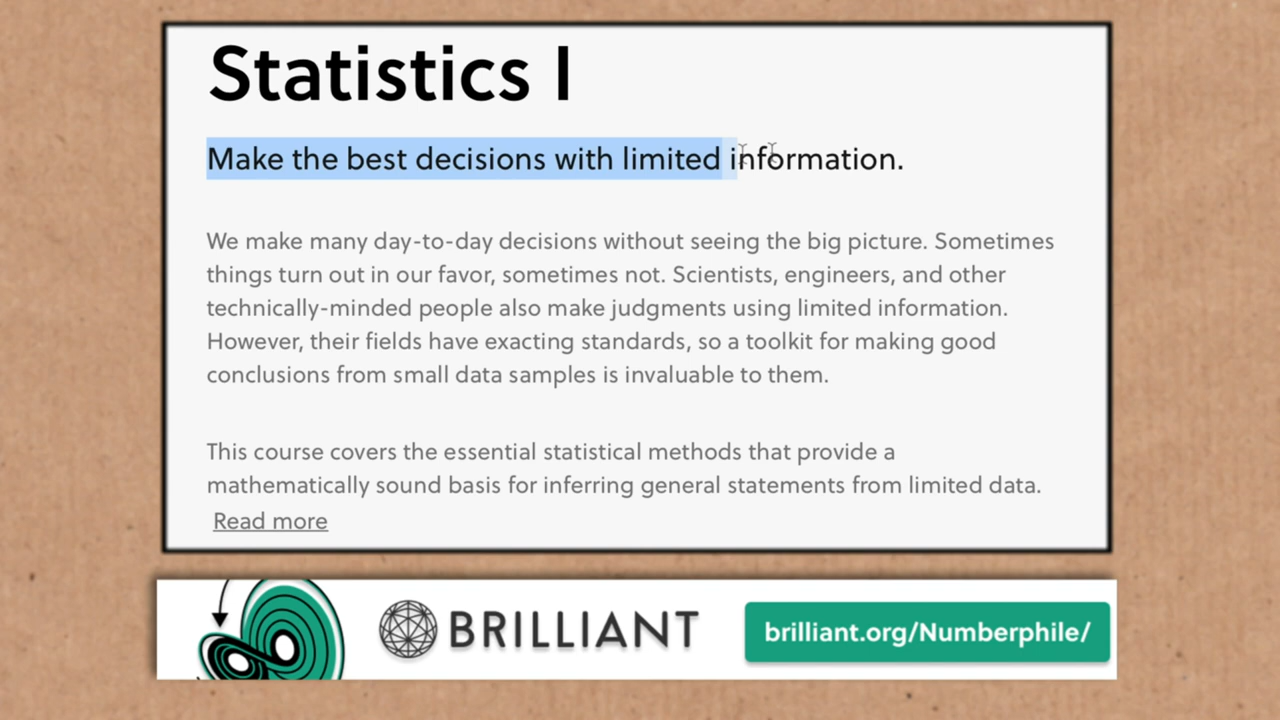 Statistics I
Make the best decisions with limited information.
We make many day-to-day decisions without seeing the big picture. Sometimes
things turn out in our favor, sometimes not. Scientists, engineers, and other
technically-minded people also make judgments using limited information.
However, their fields have exacting standards, so a toolkit for making good
conclusions from small data samples is invaluable to them.
This course covers the essential statistical methods that provide a
mathematically sound basis for inferring general statements from limited data.
Read more
BRILLIANT
brilliant.org/Numberphile/